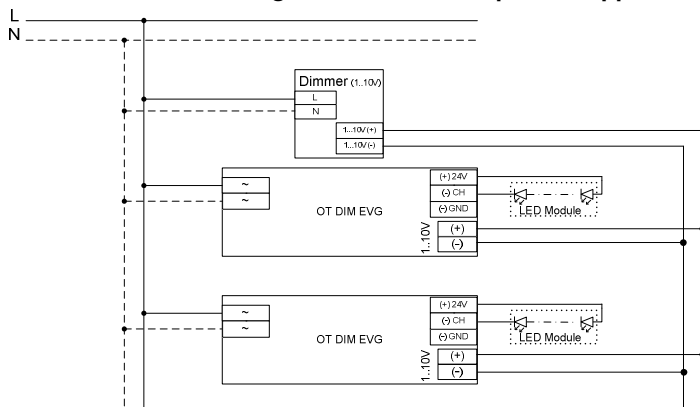 L
N
Dimmer (1..10V)
L
N
1...10V(+)
1...10V(-)
~
~
OT DIM EVG
(+)24V
(-) CH
(-) GND
1..10V
(+)
(-)
LED Module
~
~
OT DIM EVG
(+)24V
(-) CH
(-) GND
1..10V
(+)
(-)
LED Module